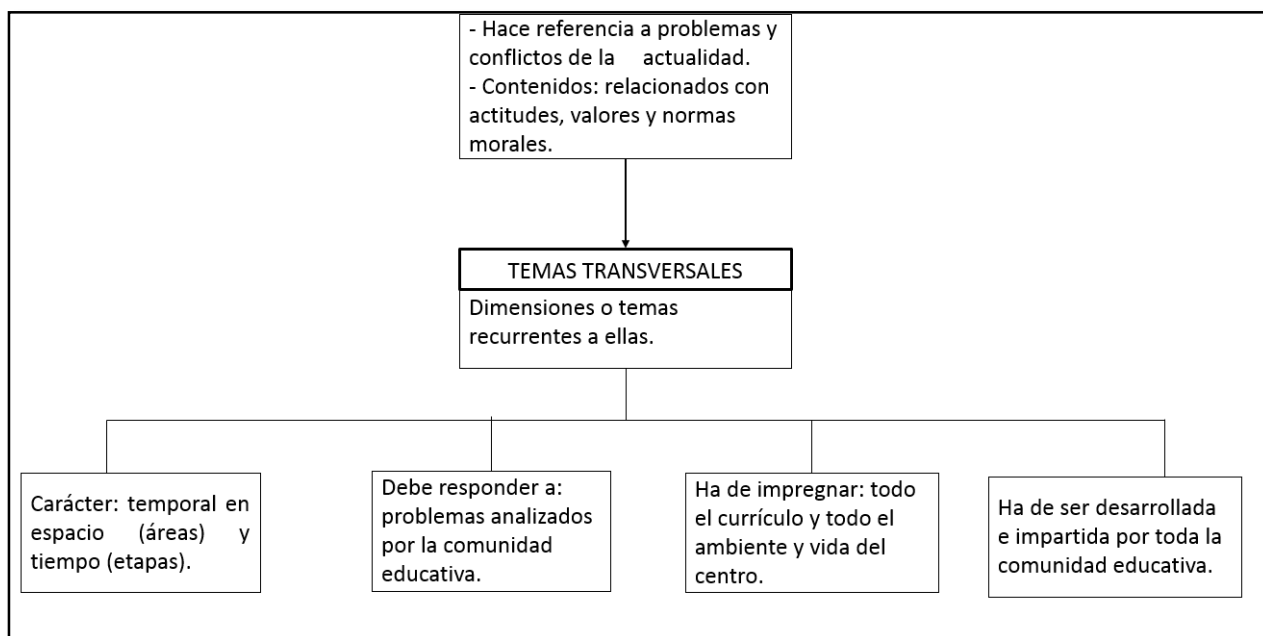 - Hace referencia a problemas y
conflictos de la actualidad.
- Contenidos: relacionados con
actitudes, valores y normas
morales.
TEMAS TRANSVERSALES
Dimensiones o temas
recurrentes a ellas.
Carácter: temporal en
espacio (áreas) y
tiempo (etapas).
Debe responder a:
problemas analizados
por la comunidad
educativa.
Ha de impregnar: todo
el currículo y todo el
ambiente y vida del
centro.
Ha de ser desarrollada
e impartida por toda la
comunidad educativa.